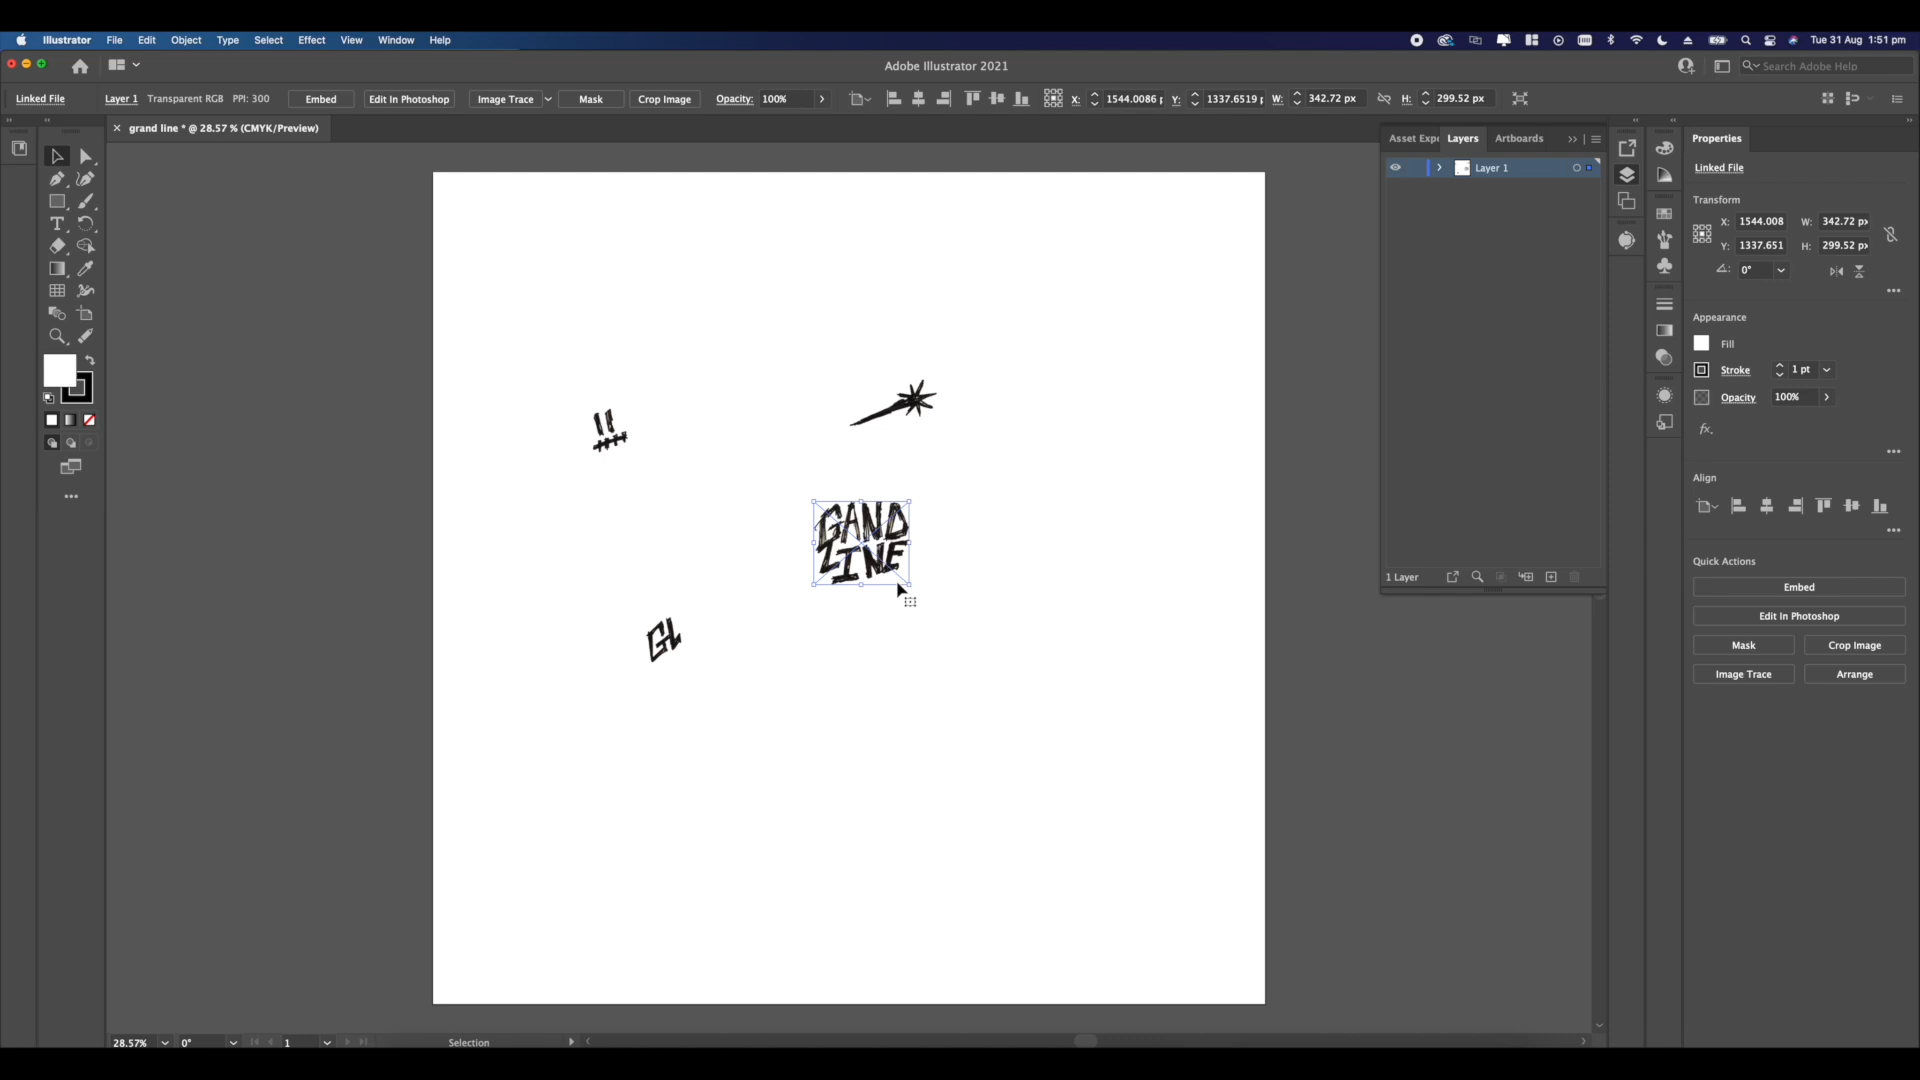 Illustrator File Edit Object Type Select Effect View Window Help
Tue 31 Aug 1:51 pm
Adobe Illustrator 2021
Search Adobe Help
Linked File Layer 1 Transparent RGB PPI: 300 Embed Edit In Photoshop Image Trace Mask Crop Image Opacity: 100% X: 1544.0086 Y: 1337.6519 W: 342.72 px H: 299.52 px
grand line * @ 28.57 % (CMYK/Preview)
Asset Expo Layers Artboards
Layer 1
1 Layer
Properties
Linked File
Transform
X: 1544.008 W: 342.72 px
Y: 1337.651 H: 299.52 px
0°
Appearance
Fill
Stroke 1 pt
Opacity 100%
fx.
Align
Quick Actions
Embed
Edit In Photoshop
Mask Crop Image
Image Trace Arrange
GAND
LINE
GL
28.57% 0° 1 Selection